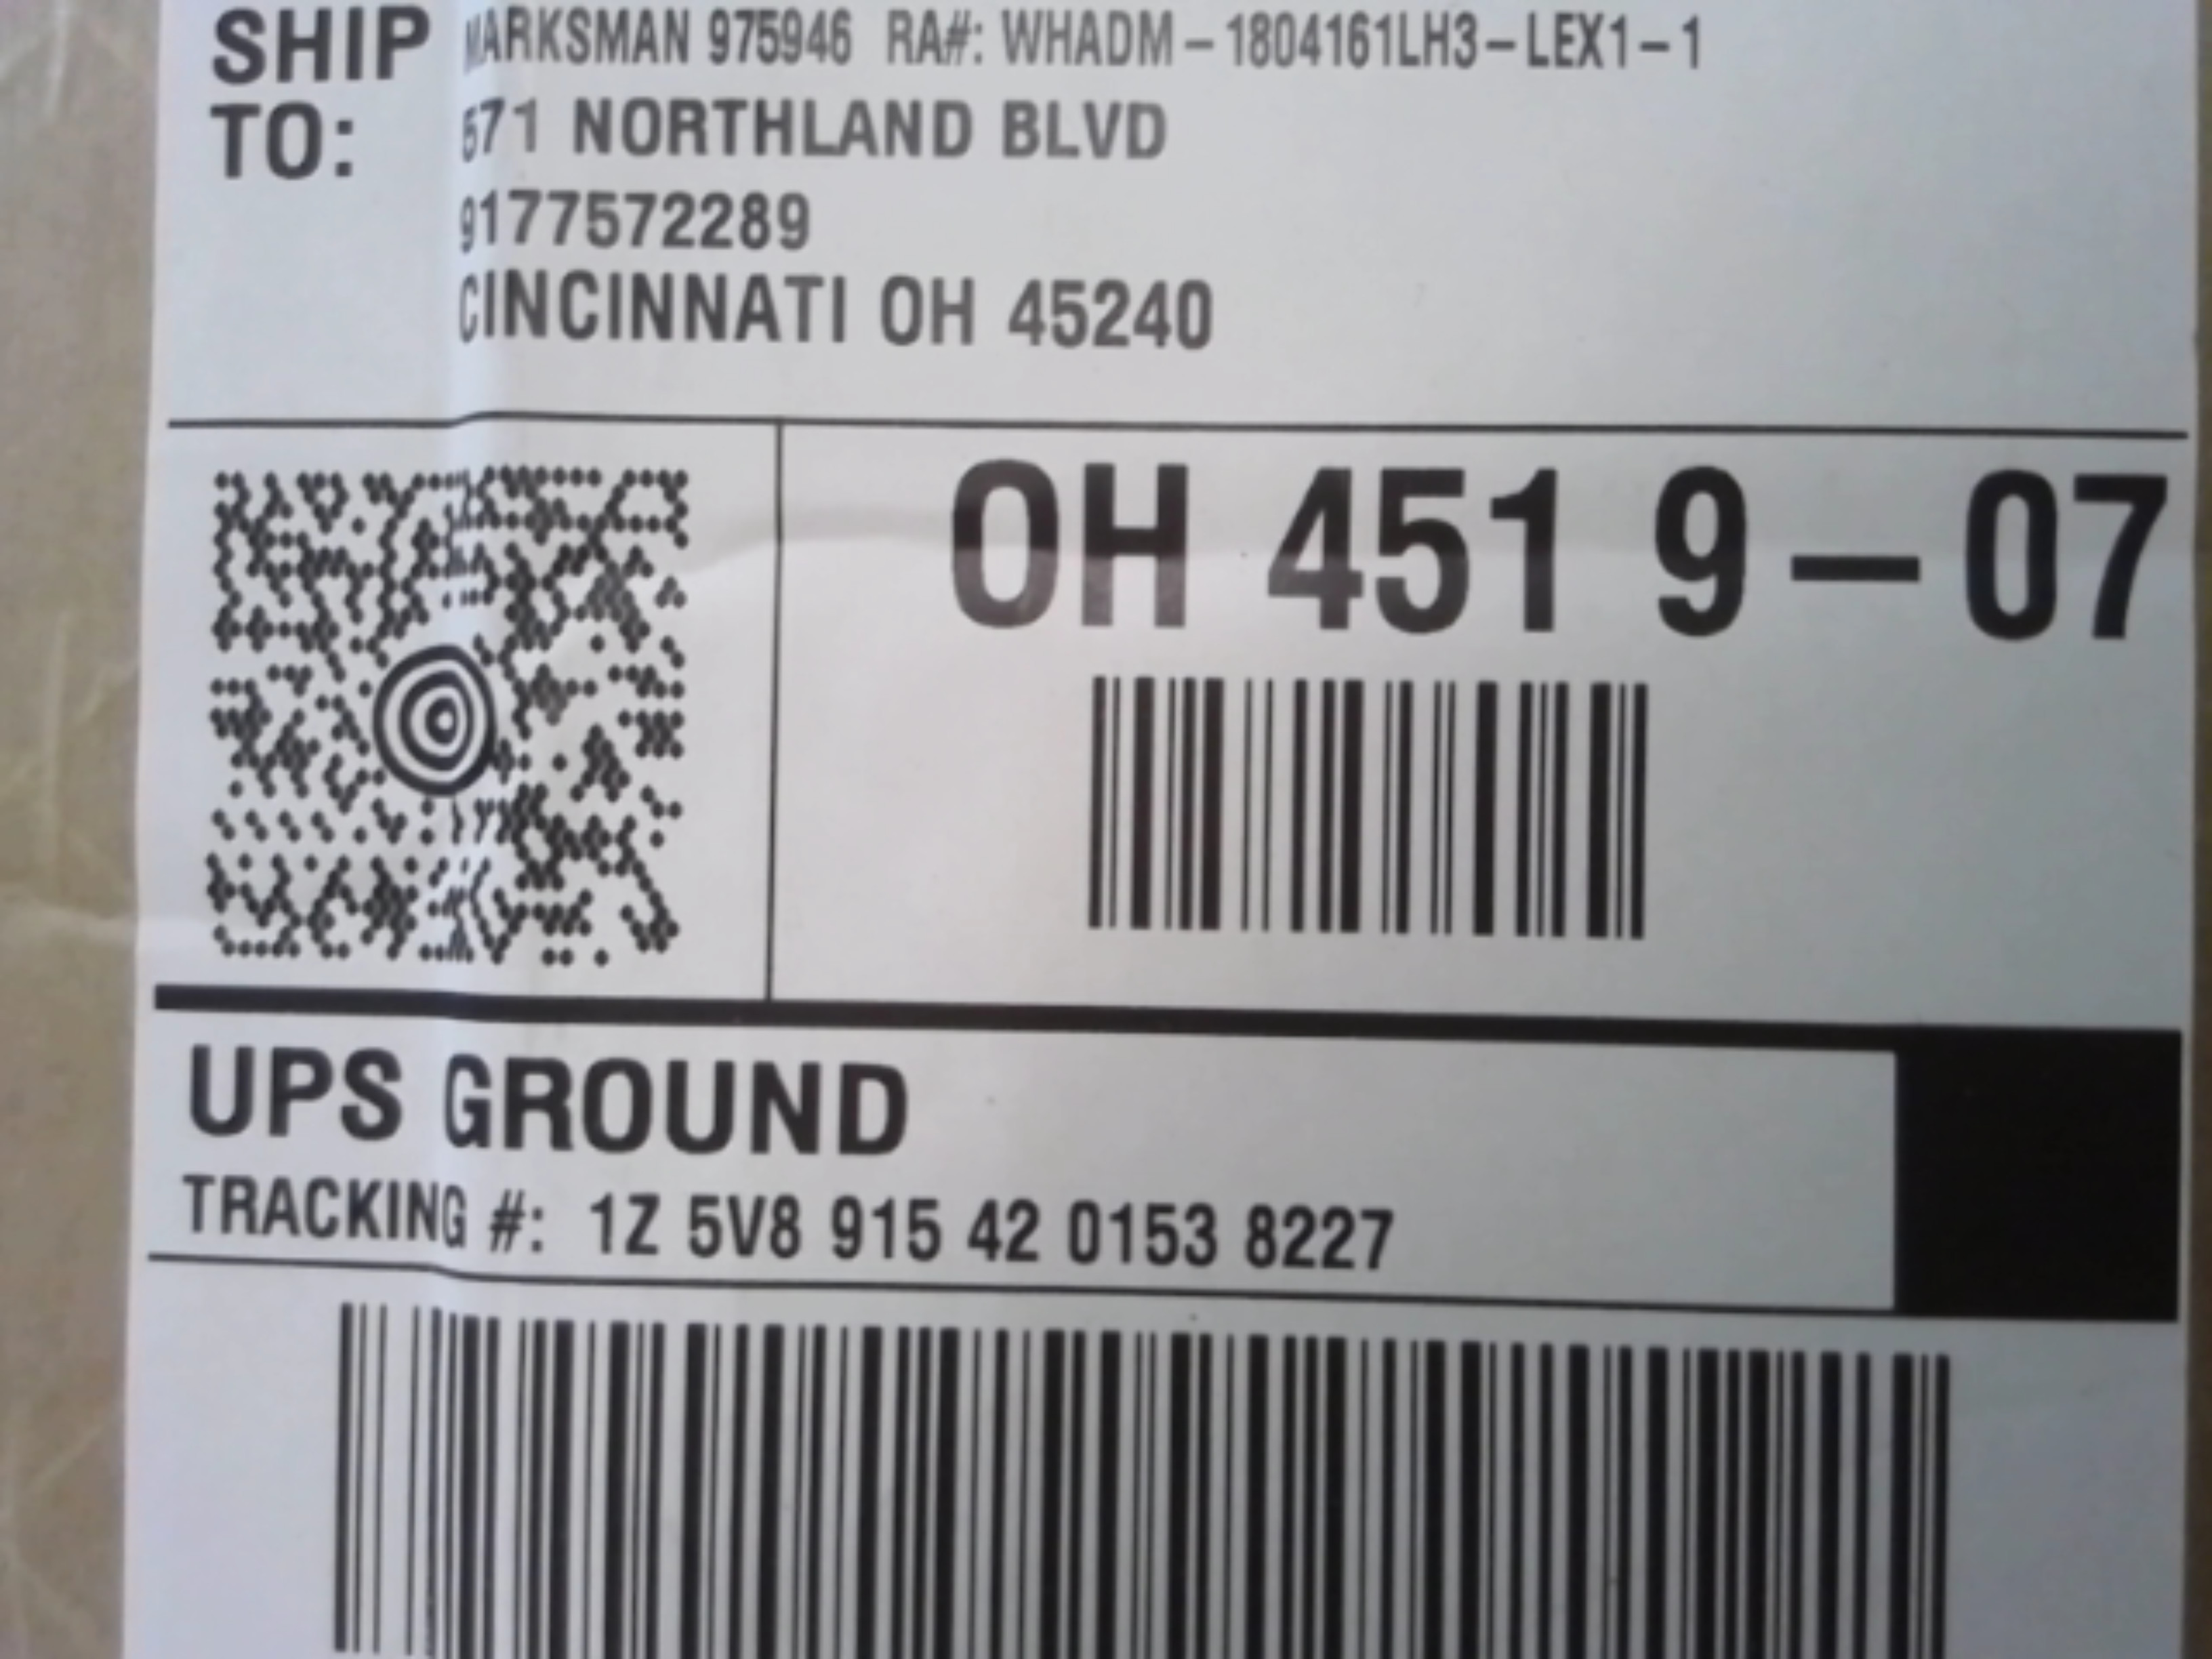 SHIP TO:
MARKSMAN 975946 RA#: WHADM-1804161LH3-LEX1-1
571 NORTHLAND BLVD
9177572289
CINCINNATI OH 45240
OH 451 9-07
UPS GROUND
TRACKING #: 1Z 5V8 915 42 0153 8227